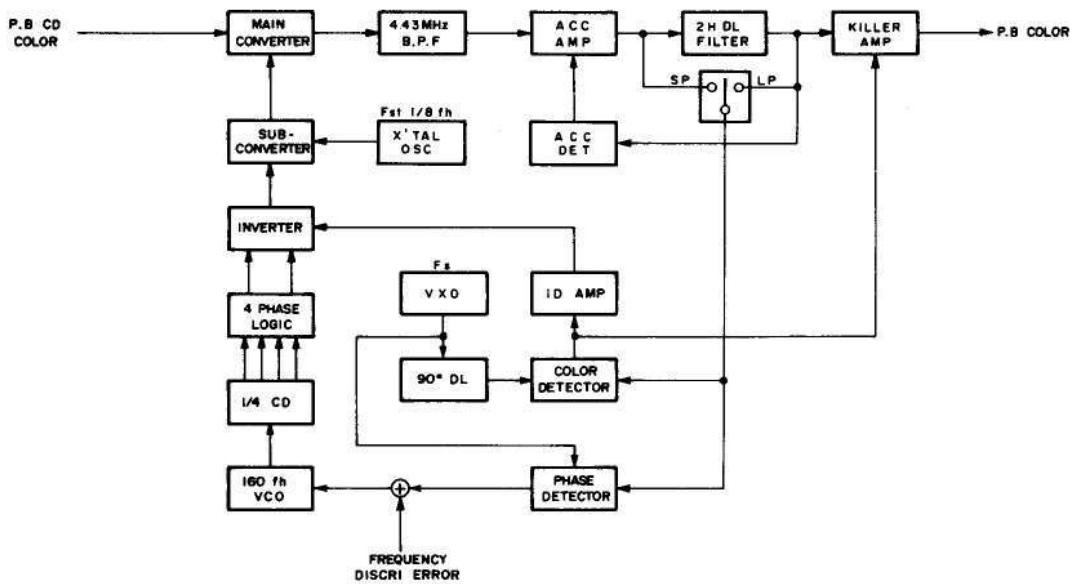 P.B CD
COLOR
MAIN
CONVERTER
4.43MHz
B.P.F
ACC
AMP
2H DL
FILTER
KILLER
AMP
P.B COLOR
SP
LP
SUB-
CONVERTER
Fst 1/8 fh
X'TAL
OSC
ACC
DET
INVERTER
Fs
VXO
ID AMP
4 PHASE
LOGIC
90° DL
COLOR
DETECTOR
1/4 CD
160 fh
VCO
PHASE
DETECTOR
FREQUENCY
DISCRI ERROR